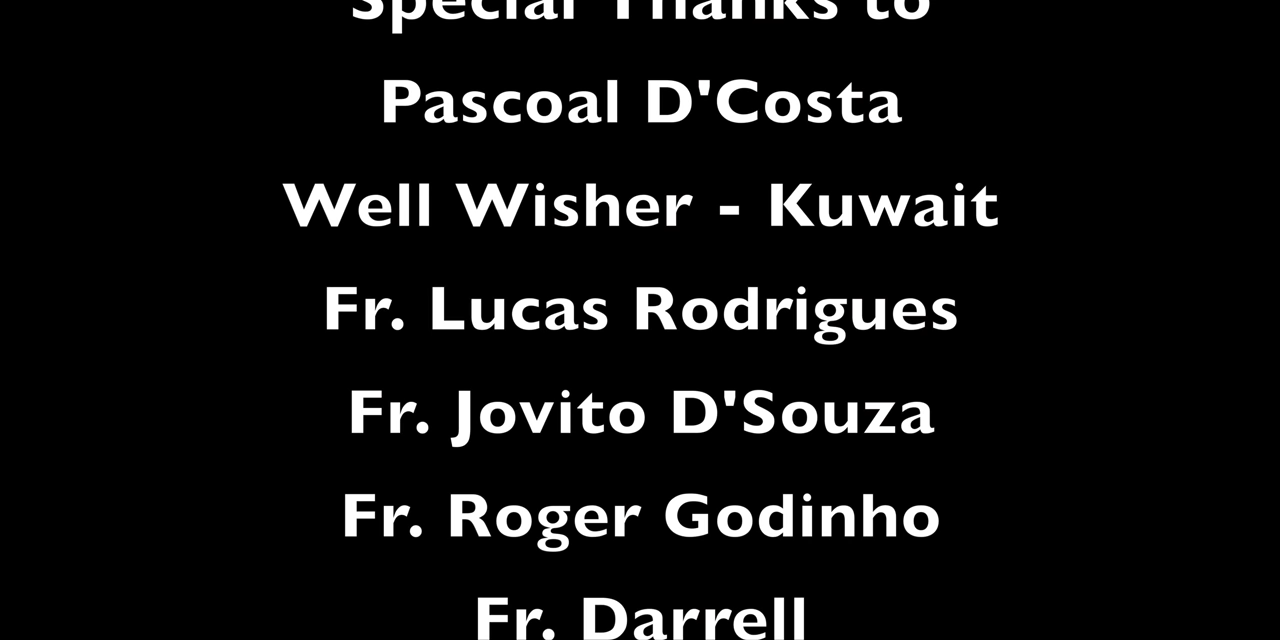 Special Thanks to
Pascoal D'Costa
Well Wisher - Kuwait
Fr. Lucas Rodrigues
Fr. Jovito D'Souza
Fr. Roger Godinho
Fr. Darrell